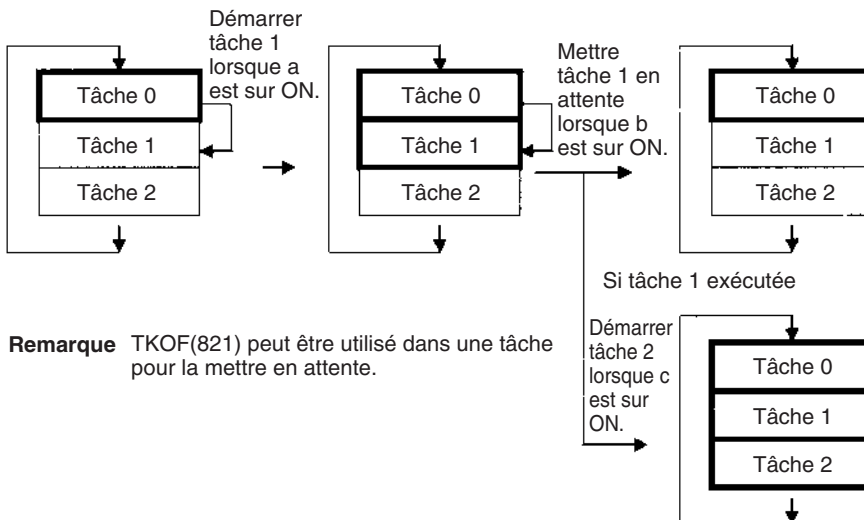 Démarrer
tâche 1
lorsque a
est sur ON.
Tâche 0
Tâche 1
Tâche 2
Mettre
tâche 1 en
attente
lorsque b
est sur ON.
Tâche 0
Tâche 1
Tâche 2
Tâche 0
Tâche 1
Tâche 2
Si tâche 1 exécutée
Remarque TKOF(821) peut être utilisé dans une tâche
pour la mettre en attente.
Démarrer
tâche 2
lorsque c
est sur
ON.
Tâche 0
Tâche 1
Tâche 2